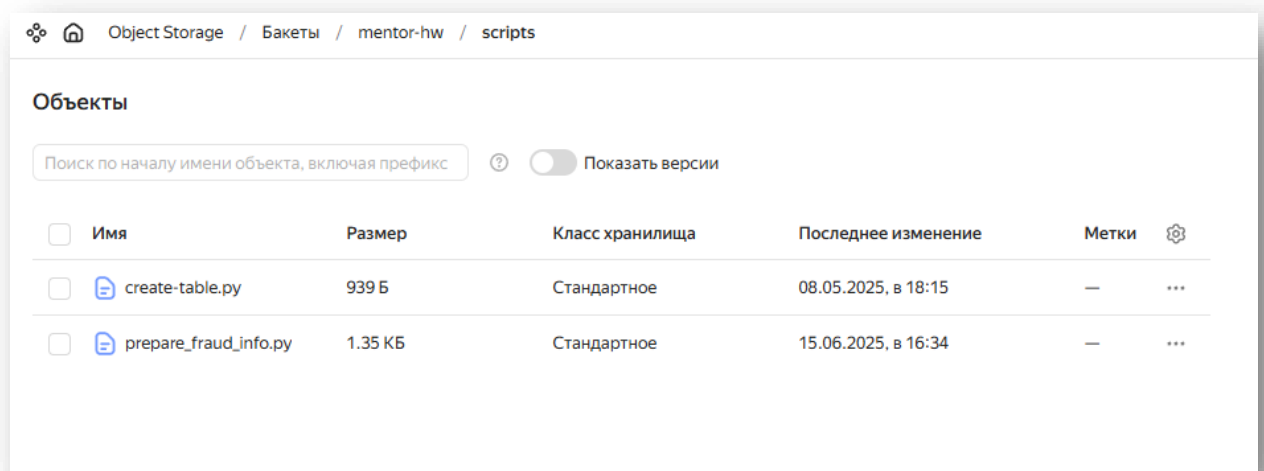 Object Storage / Бакеты / mentor-hw / scripts
Объекты
Поиск по началу имени объекта, включая префикс ? Показать версии
Имя Размер Класс хранилища Последнее изменение Метки
create-table.py 939 Б Стандартное 08.05.2025, в 18:15 —
prepare_fraud_info.py 1.35 КБ Стандартное 15.06.2025, в 16:34 —